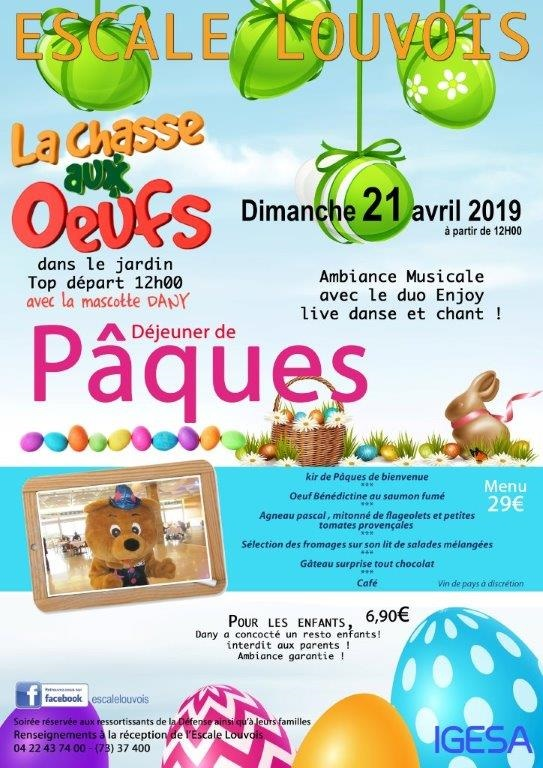 ESCALE LOUVOIS
La Chasse
aux
Oeufs
Dimanche 21 avril 2019
à partir de 12H00
dans le jardin
Top départ 12h00
avec la mascotte DANY
Ambiance Musicale
avec le duo Enjoy
live danse et chant !
Déjeuner de
Pâques
kir de Pâques de bienvenue
***
Oeuf Bénédictine au saumon fumé
***
Agneau pascal , mitonné de flageolets et petites
tomates provençales
***
Sélection des fromages sur son lit de salades mélangées
***
Gâteau surprise tout chocolat
***
Café
Menu
29€
Vin de pays à discrétion
POUR LES ENFANTS, 6,90€
Dany a concocté un resto enfants!
interdit aux parents !
Ambiance garantie !
Retrouvez-nous sur
facebook
escalelouvois
Soirée réservée aux ressortissants de la Défense ainsi qu'à leurs familles
Renseignements à la réception de l'Escale Louvois
04 22 43 74 00 - (73) 37 400
IGESA